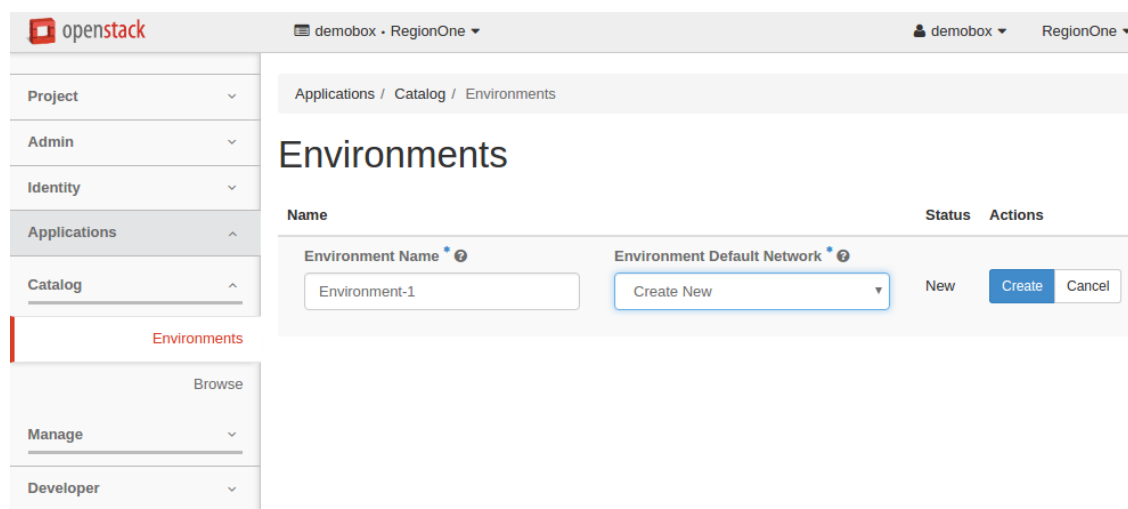 openstack
demobox • RegionOne
demobox
RegionOne
Project
Admin
Identity
Applications
Catalog
Environments
Browse
Manage
Developer
Applications / Catalog / Environments
Environments
Name Status Actions
Environment Name * Environment Default Network *
Environment-1 Create New New Create Cancel